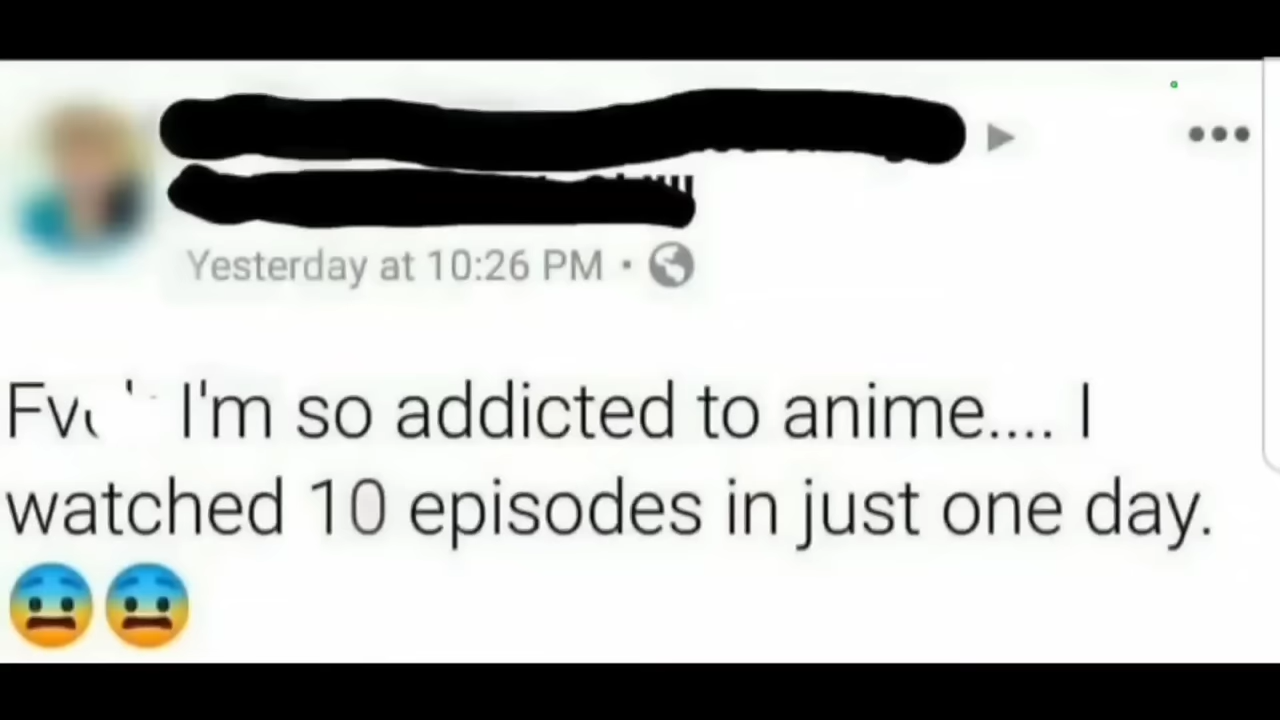 Yesterday at 10:26 PM ·
I'm so addicted to anime.... I
watched 10 episodes in just one day.
😨😨